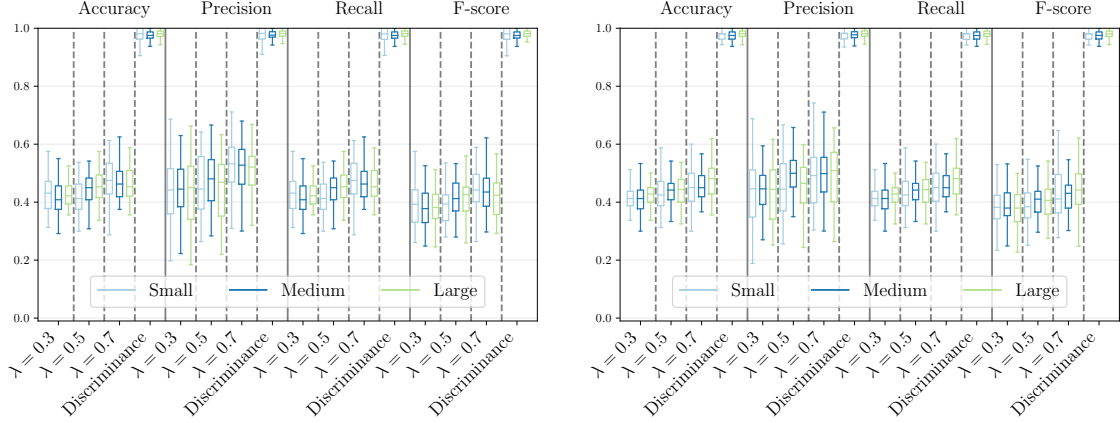 Accuracy Precision Recall F-score
1.0
0.8
0.6
0.4
0.2
0.0
Small Medium Large
λ = 0.3 λ = 0.5 λ = 0.7 Discriminance λ = 0.3 λ = 0.5 λ = 0.7 Discriminance λ = 0.3 λ = 0.5 λ = 0.7 Discriminance λ = 0.3 λ = 0.5 λ = 0.7 Discriminance
Accuracy Precision Recall F-score
1.0
0.8
0.6
0.4
0.2
0.0
Small Medium Large
λ = 0.3 λ = 0.5 λ = 0.7 Discriminance λ = 0.3 λ = 0.5 λ = 0.7 Discriminance λ = 0.3 λ = 0.5 λ = 0.7 Discriminance λ = 0.3 λ = 0.5 λ = 0.7 Discriminance